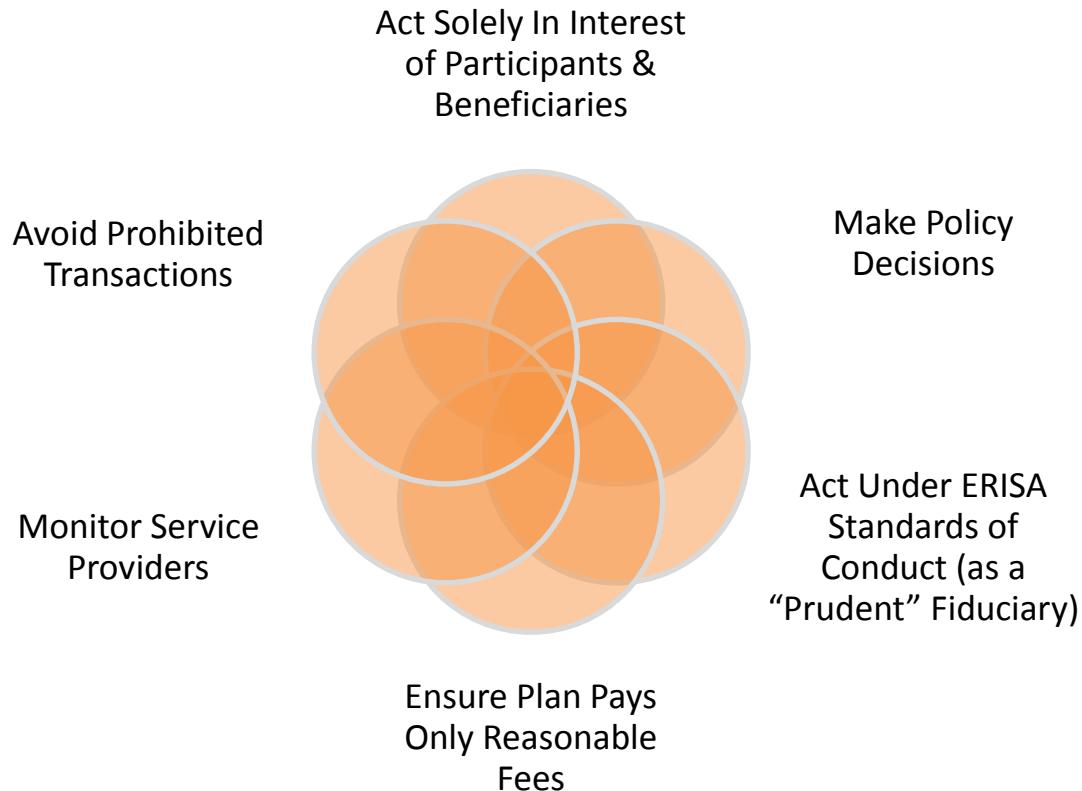 Act Solely In Interest
of Participants &
Beneficiaries
Make Policy
Decisions
Act Under ERISA
Standards of
Conduct (as a
“Prudent” Fiduciary)
Ensure Plan Pays
Only Reasonable
Fees
Monitor Service
Providers
Avoid Prohibited
Transactions